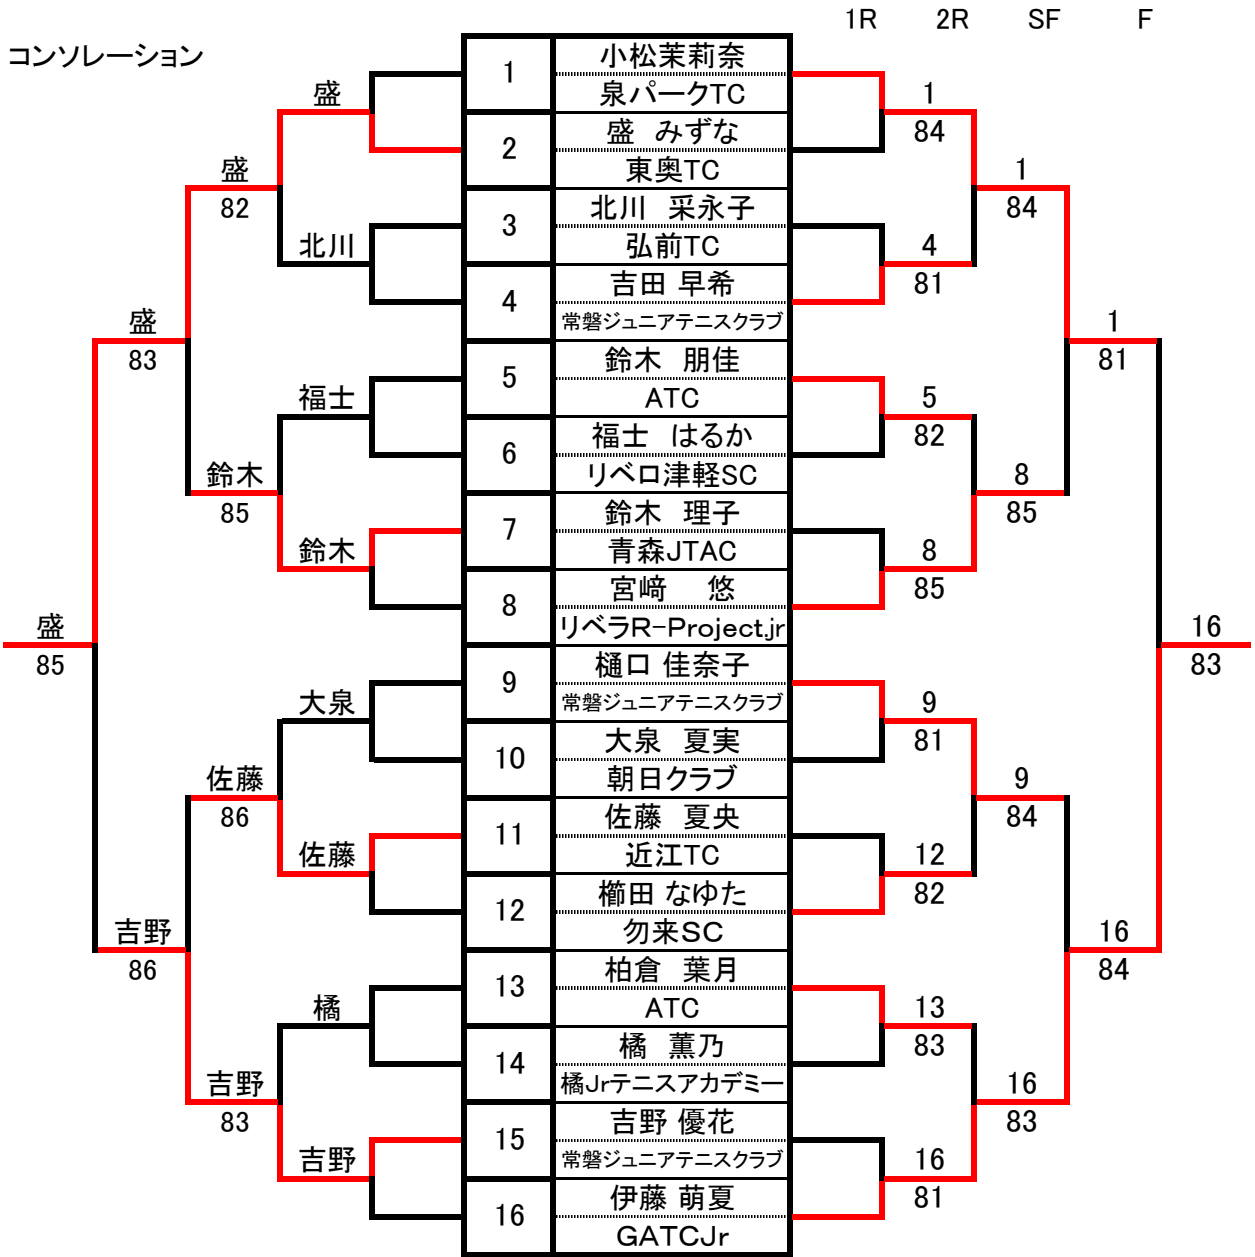 1R 2R SF F
コンソレーション
1 小松茉莉奈
泉パークTC
2 盛 みずな
東奥TC
3 北川 采永子
弘前TC
4 吉田 早希
常磐ジュニアテニスクラブ
5 鈴木 朋佳
ATC
6 福士 はるか
リベロ津軽SC
7 鈴木 理子
青森JTAC
8 宮﨑 悠
リベラR-Project.jr
9 樋口 佳奈子
常磐ジュニアテニスクラブ
10 大泉 夏実
朝日クラブ
11 佐藤 夏央
近江TC
12 櫛田 なゆた
勿来SC
13 柏倉 葉月
ATC
14 橘 薫乃
橘Jrテニスアカデミー
15 吉野 優花
常磐ジュニアテニスクラブ
16 伊藤 萌夏
GATCJr
盛
北川
福士
鈴木
大泉
佐藤
橘
吉野
盛
82
鈴木
85
佐藤
86
吉野
83
盛
83
吉野
86
盛
85
1
84
4
81
5
82
8
85
9
81
12
82
13
83
16
81
1
84
8
85
9
84
16
83
1
81
16
84
16
83